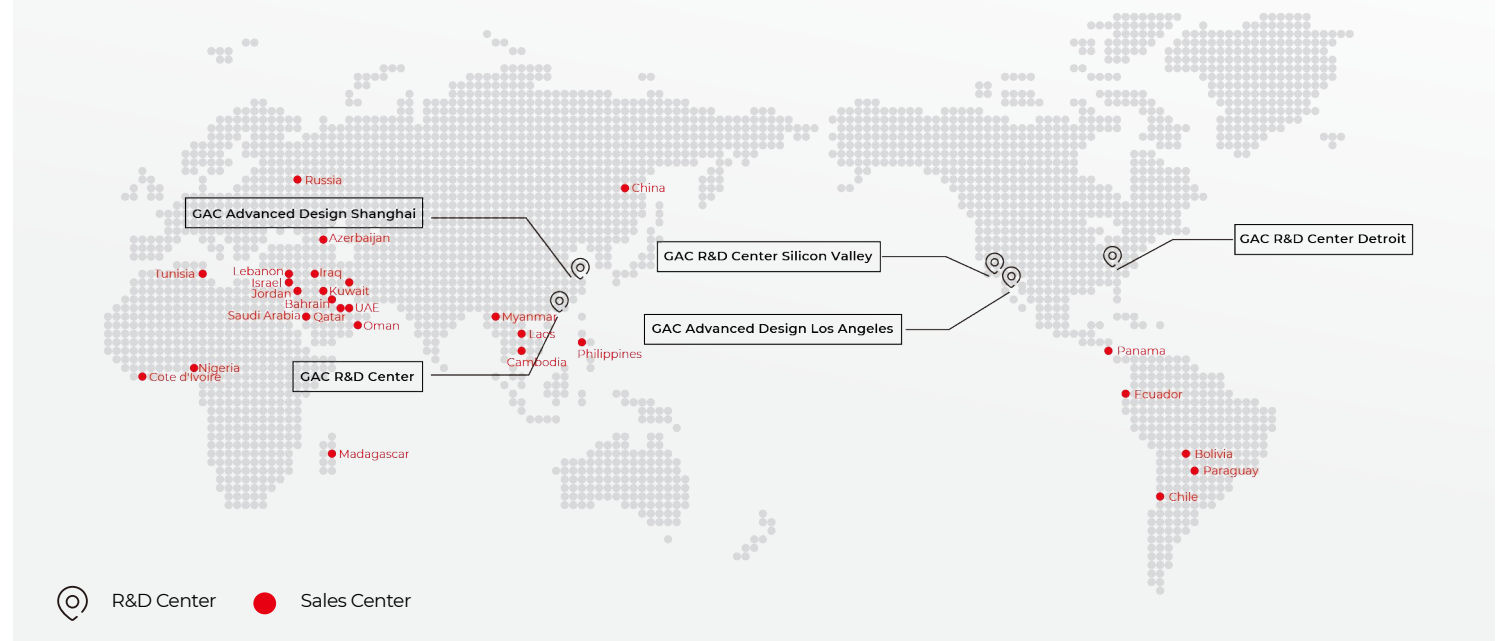 Russia
China
GAC Advanced Design Shanghai
Azerbaijan
GAC R&D Center Detroit
GAC R&D Center Silicon Valley
Tunisia
Lebanon
Iraq
Israel
Jordan
Kuwait
Bahrain
UAE
Saudi Arabia
Qatar
Oman
Myanmar
Laos
Philippines
Cambodia
GAC Advanced Design Los Angeles
Panama
Nigeria
Cote d'Ivoire
GAC R&D Center
Ecuador
Madagascar
Bolivia
Paraguay
Chile
R&D Center
Sales Center